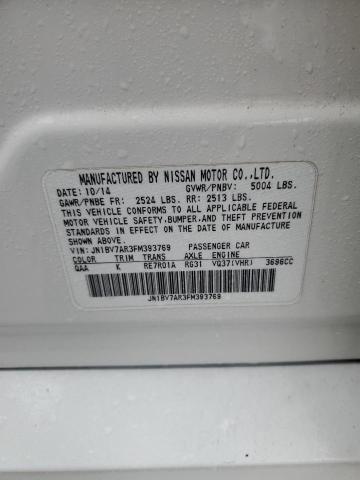 MANUFACTURED BY NISSAN MOTOR CO.,LTD.
DATE: 10/14 GVWR/PNBV: 5004 LBS.
GAWR/PNBE FR: 2524 LBS. RR: 2513 LBS.
THIS VEHICLE CONFORMS TO ALL APPLICABLE FEDERAL
MOTOR VEHICLE SAFETY, BUMPER, AND THEFT PREVENTION
STANDARDS IN EFFECT ON THE DATE OF MANUFACTURE
SHOWN ABOVE.
VIN: JN1BV7AR3FM393769 PASSENGER CAR
COLOR TRIM TRANS AXLE ENGINE
QAA K RE7R01A RG31 VQ37(VHR) 3696CC
JN1BV7AR3FM393769